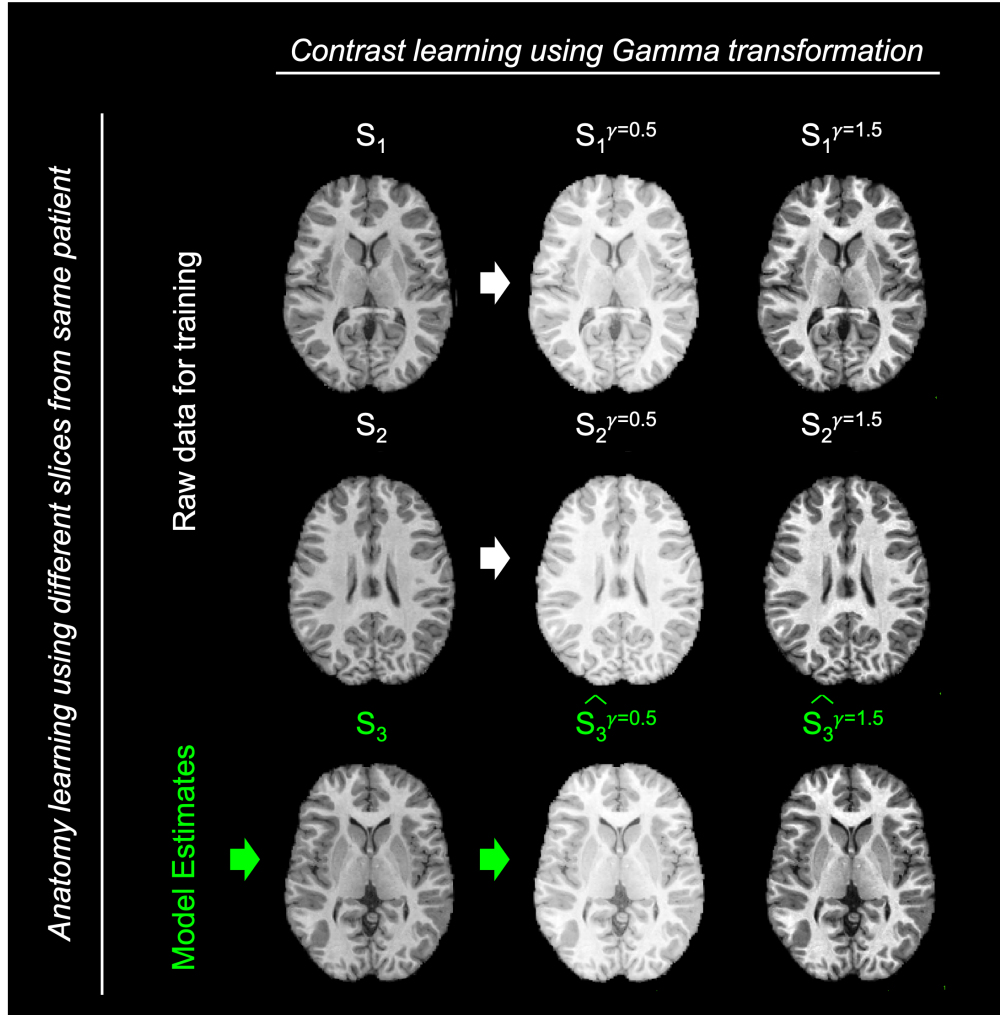 Contrast learning using Gamma transformation
Anatomy learning using different slices from same patient
Raw data for training
S₁
S₁γ=0.5
S₁γ=1.5
S₂
S₂γ=0.5
S₂γ=1.5
Model Estimates
S₃
Ŝ₃γ=0.5
Ŝ₃γ=1.5